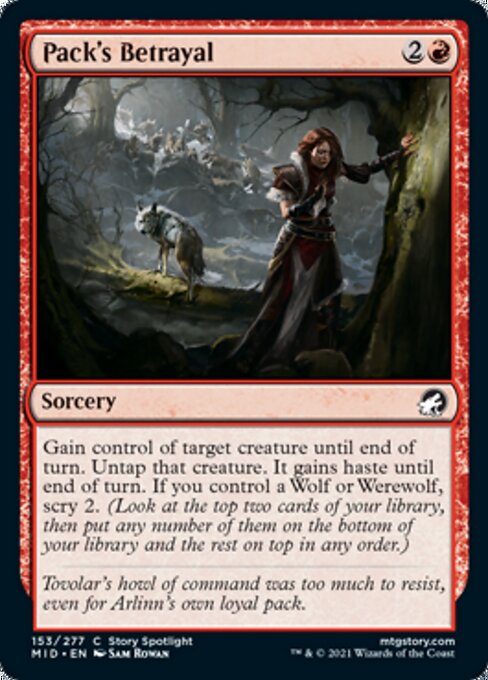 Pack's Betrayal 2
Sorcery
Gain control of target creature until end of
turn. Untap that creature. It gains haste until
end of turn. If you control a Wolf or Werewolf,
scry 2. (Look at the top two cards of your library,
then put any number of them on the bottom of
your library and the rest on top in any order.)
Tovolar's howl of command was too much to resist,
even for Arlinn's own loyal pack.
153/277 C Story Spotlight mtgstory.com
MID • EN Sam Rowan ™ & © 2021 Wizards of the Coast